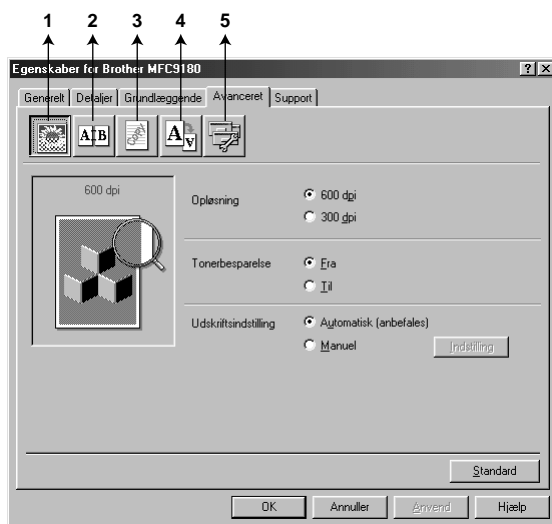 1 2 3 4 5
Egenskaber for Brother MFC9180
Generelt Detaljer Grundlæggende Avanceret Support
A B
A A
600 dpi
Opløsning
600 dpi
300 dpi
Tonerbesparelse
Fra
Til
Udskriftsindstilling
Automatisk (anbefales)
Manuel
Indstilling
Standard
OK Annuller Anvend Hjælp